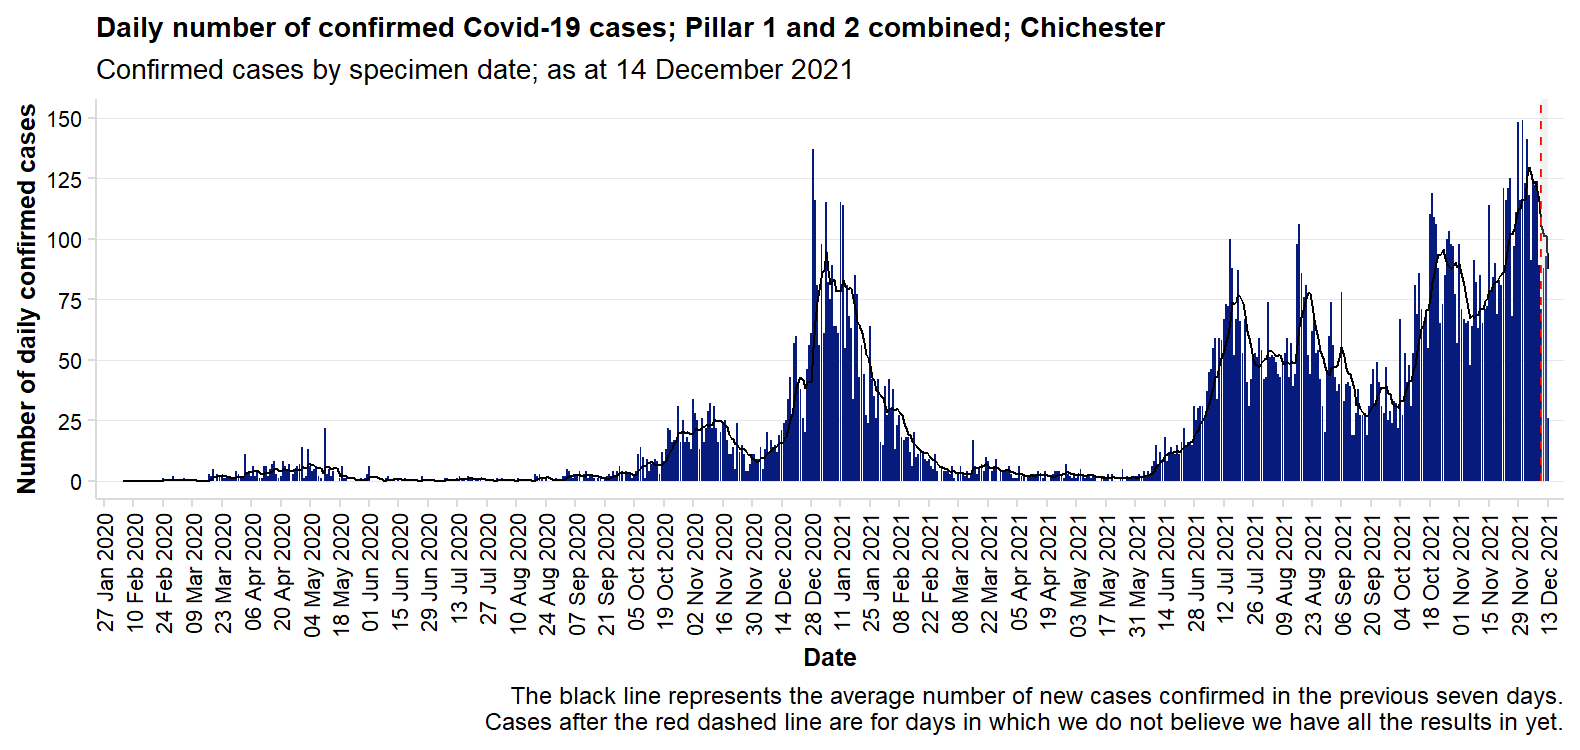 Daily number of confirmed Covid-19 cases; Pillar 1 and 2 combined; Chichester
Confirmed cases by specimen date; as at 14 December 2021
Number of daily confirmed cases
150
125
100
75
50
25
0
27 Jan 2020
10 Feb 2020
24 Feb 2020
09 Mar 2020
23 Mar 2020
06 Apr 2020
20 Apr 2020
04 May 2020
18 May 2020
01 Jun 2020
15 Jun 2020
29 Jun 2020
13 Jul 2020
27 Jul 2020
10 Aug 2020
24 Aug 2020
07 Sep 2020
21 Sep 2020
05 Oct 2020
19 Oct 2020
02 Nov 2020
16 Nov 2020
30 Nov 2020
14 Dec 2020
28 Dec 2020
11 Jan 2021
25 Jan 2021
08 Feb 2021
22 Feb 2021
08 Mar 2021
22 Mar 2021
05 Apr 2021
19 Apr 2021
03 May 2021
17 May 2021
31 May 2021
14 Jun 2021
28 Jun 2021
12 Jul 2021
26 Jul 2021
09 Aug 2021
23 Aug 2021
06 Sep 2021
20 Sep 2021
04 Oct 2021
18 Oct 2021
01 Nov 2021
15 Nov 2021
29 Nov 2021
13 Dec 2021
Date
The black line represents the average number of new cases confirmed in the previous seven days.
Cases after the red dashed line are for days in which we do not believe we have all the results in yet.